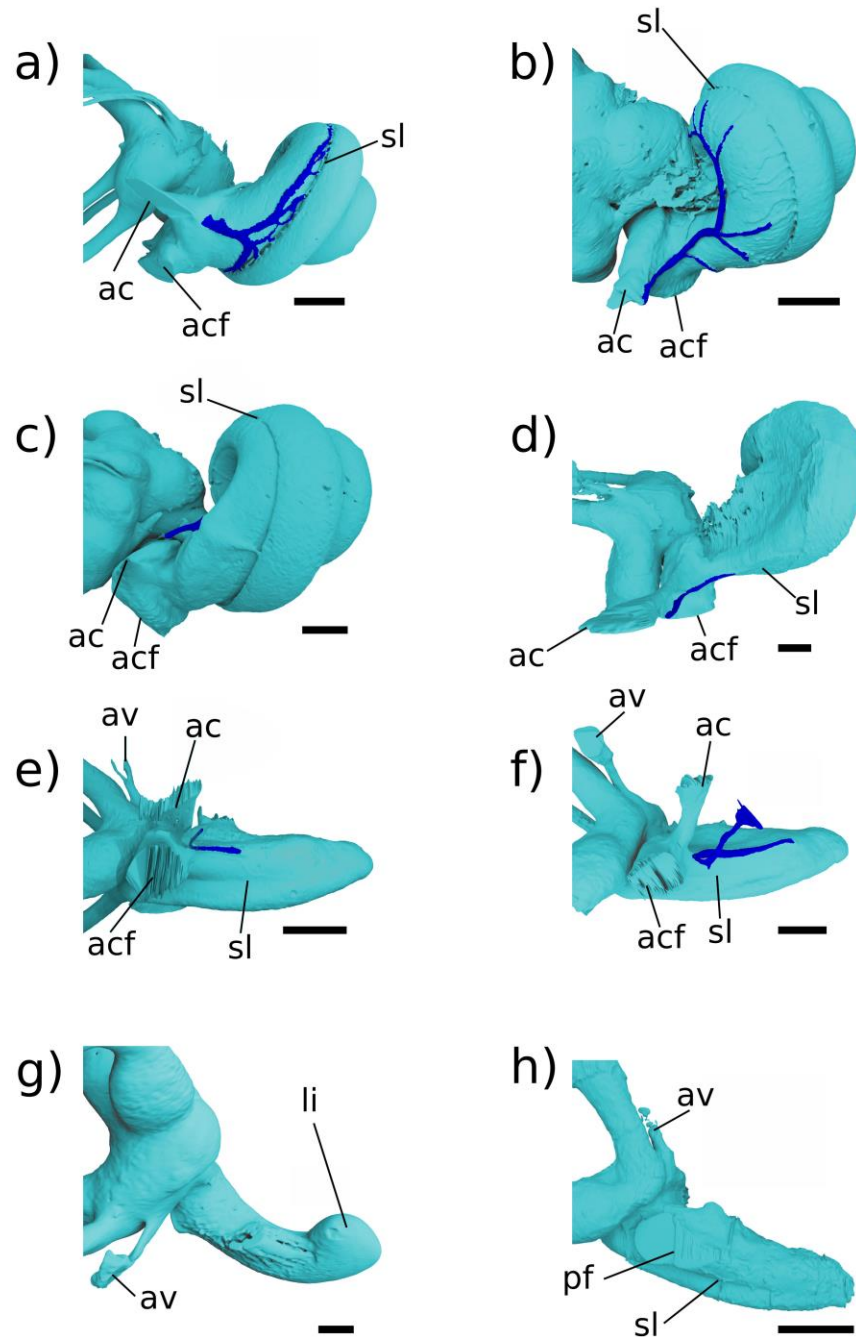 a)
sl
ac
acf
b)
sl
ac
acf
c)
sl
ac
acf
d)
sl
ac
acf
e)
av
ac
acf
sl
f)
av
ac
acf
sl
g)
li
av
h)
av
pf
sl